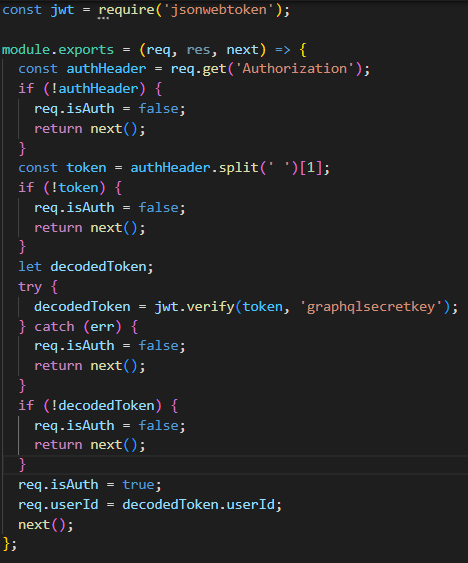 const jwt = require('jsonwebtoken');
module.exports = (req, res, next) => {
  const authHeader = req.get('Authorization');
  if (!authHeader) {
    req.isAuth = false;
    return next();
  }
  const token = authHeader.split(' ')[1];
  if (!token) {
    req.isAuth = false;
    return next();
  }
  let decodedToken;
  try {
    decodedToken = jwt.verify(token, 'graphqlsecretkey');
  } catch (err) {
    req.isAuth = false;
    return next();
  }
  if (!decodedToken) {
    req.isAuth = false;
    return next();
  }
  req.isAuth = true;
  req.userId = decodedToken.userId;
  next();
};